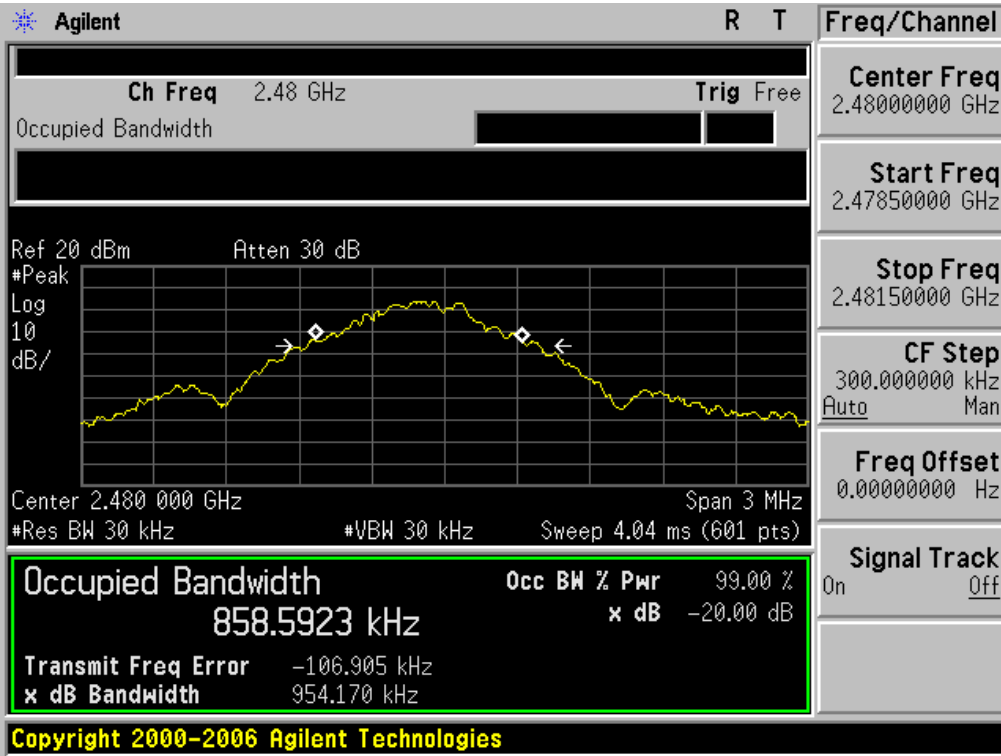 Agilent R T
Freq/Channel
Ch Freq 2.48 GHz Trig Free
Occupied Bandwidth
Center Freq
2.48000000 GHz
Start Freq
2.47850000 GHz
Stop Freq
2.48150000 GHz
CF Step
300.000000 kHz
Auto Man
Freq Offset
0.00000000 Hz
Signal Track
On Off
Ref 20 dBm Atten 30 dB
#Peak
Log
10
dB/
Center 2.480 000 GHz Span 3 MHz
#Res BW 30 kHz #VBW 30 kHz Sweep 4.04 ms (601 pts)
Occupied Bandwidth
858.5923 kHz
Occ BW % Pwr 99.00 %
x dB -20.00 dB
Transmit Freq Error -106.905 kHz
x dB Bandwidth 954.170 kHz
Copyright 2000-2006 Agilent Technologies